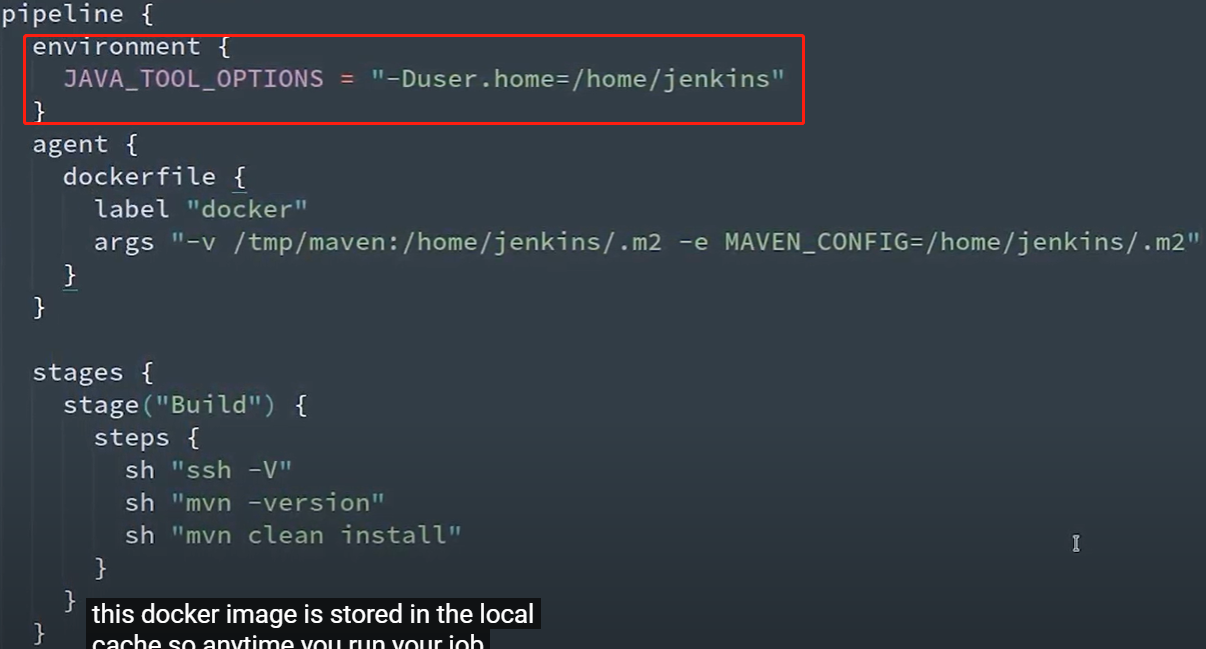 pipeline {
environment {
JAVA_TOOL_OPTIONS = "-Duser.home=/home/jenkins"
}
agent {
dockerfile {
label "docker"
args "-v /tmp/maven:/home/jenkins/.m2 -e MAVEN_CONFIG=/home/jenkins/.m2"
}
}
stages {
stage("Build") {
steps {
sh "ssh -V"
sh "mvn -version"
sh "mvn clean install"
}
}
}
this docker image is stored in the local
cache so anytime you run your job